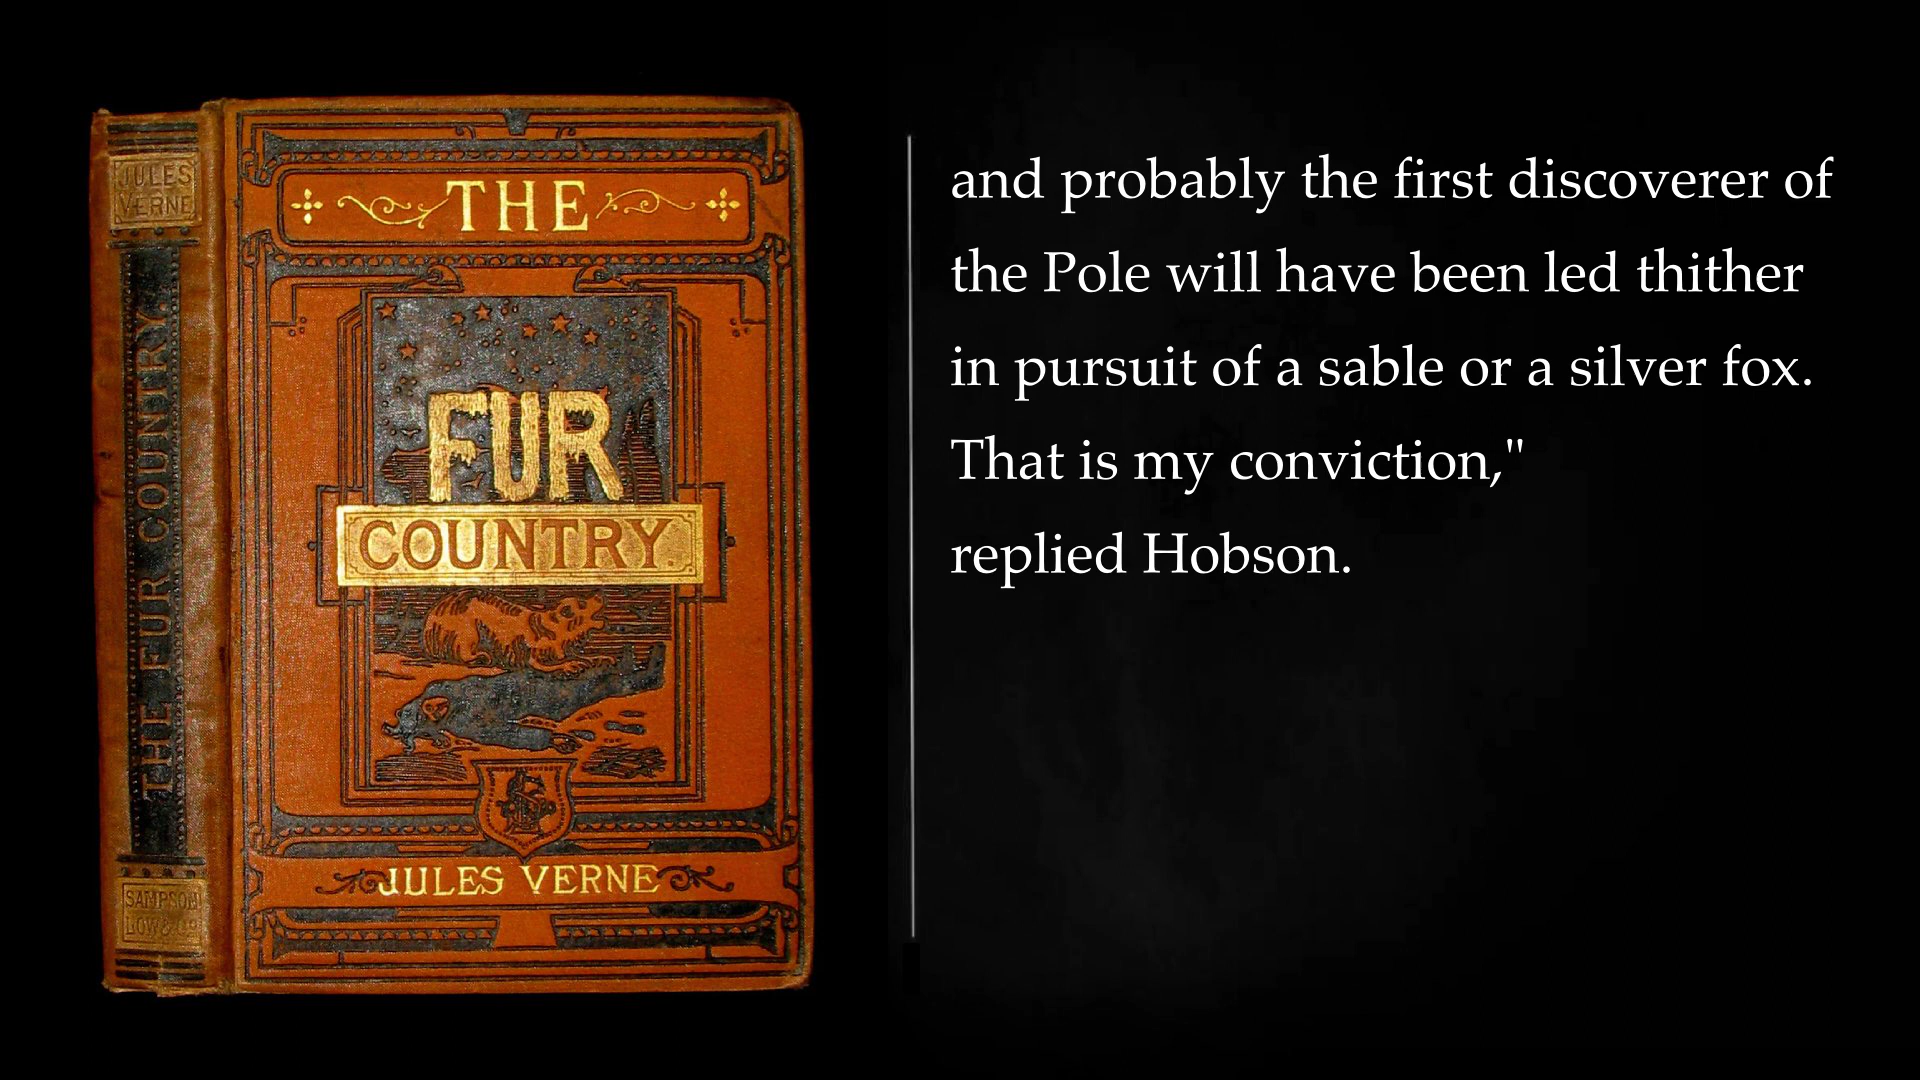 JULES
VERNE
THE FUR COUNTRY.
SAMPSON
LOW & Co
THE
FUR
COUNTRY.
JULES VERNE
and probably the first discoverer of
the Pole will have been led thither
in pursuit of a sable or a silver fox.
That is my conviction,"
replied Hobson.